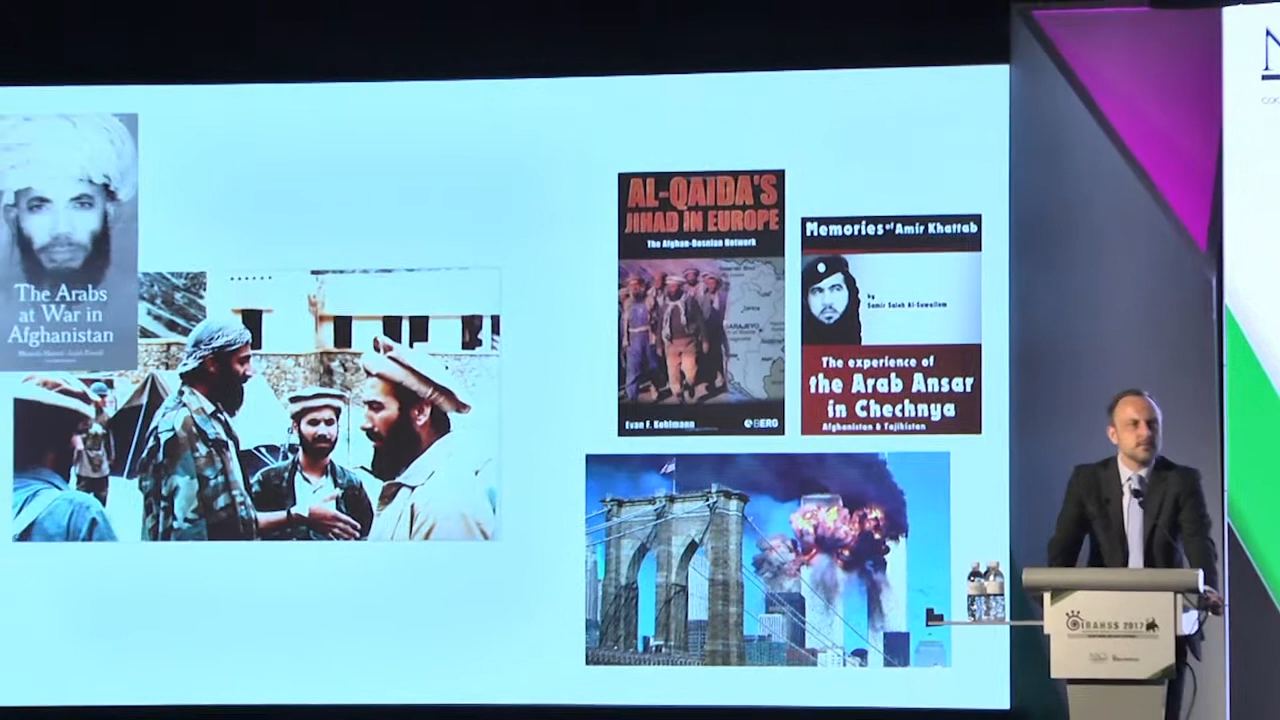 The Arabs
at War in
Afghanistan
AL-QAIDA'S
JIHAD IN EUROPE
The Afghan-Bosnian Network
SARAJEVO
Evan F. Kohlmann
BERG
Memories of Amir Khattab
by
Samir Saleh Al-Suwailem
The experience of
the Arab Ansar
in Chechnya
Afghanistan & Tajikistan
IRAHSS 2017